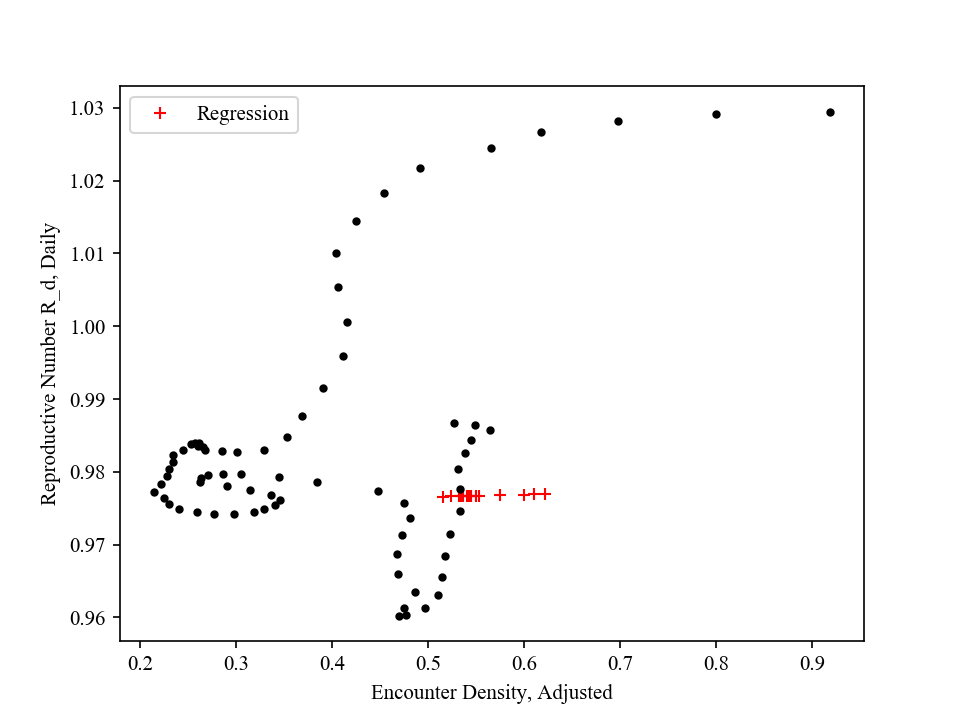 Regression
1.03
1.02
1.01
1.00
0.99
0.98
0.97
0.96
Reproductive Number R_d, Daily
0.2 0.3 0.4 0.5 0.6 0.7 0.8 0.9
Encounter Density, Adjusted